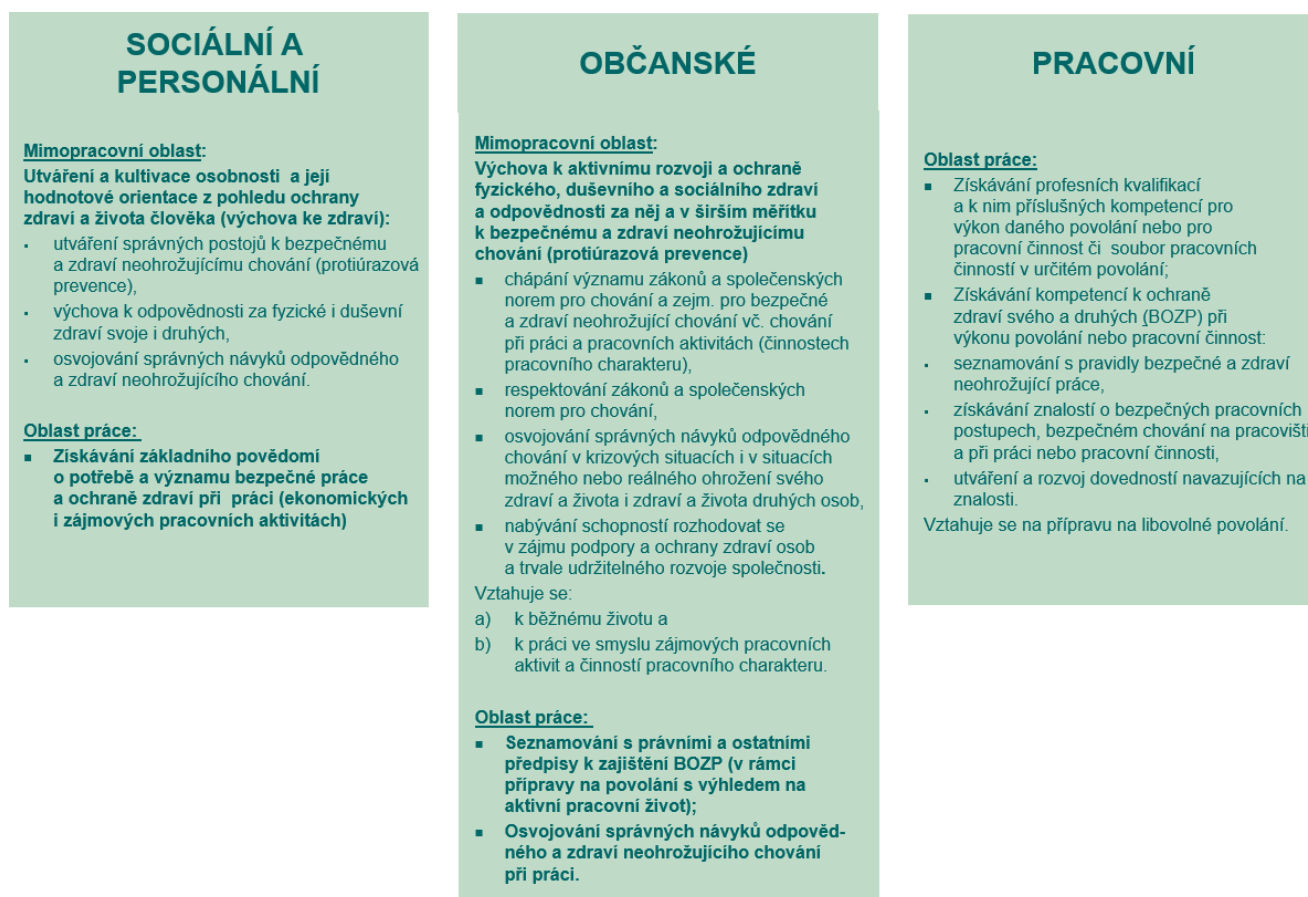 SOCIÁLNÍ A
PERSONÁLNÍ
Mimopracovní oblast:
Utváření a kultivace osobnosti a její
hodnotové orientace z pohledu ochrany
zdraví a života člověka (výchova ke zdraví):
▪ utváření správných postojů k bezpečnému
a zdraví neohrožujícímu chování (protiúrazová
prevence),
▪ výchova k odpovědnosti za fyzické i duševní
zdraví svoje i druhých,
▪ osvojování správných návyků odpovědného
a zdraví neohrožujícího chování.
Oblast práce:
▪ Získávání základního povědomí
o potřebě a významu bezpečné práce
a ochraně zdraví při práci (ekonomických
i zájmových pracovních aktivitách)
OBČANSKÉ
Mimopracovní oblast:
Výchova k aktivnímu rozvoji a ochraně
fyzického, duševního a sociálního zdraví
a odpovědnosti za něj a v širším měřítku
k bezpečnému a zdraví neohrožujícímu
chování (protiúrazová prevence)
▪ chápání významu zákonů a společenských
norem pro chování a zejm. pro bezpečné
a zdraví neohrožující chování vč. chování
při práci a pracovních aktivitách (činnostech
pracovního charakteru),
▪ respektování zákonů a společenských
norem pro chování,
▪ osvojování správných návyků odpovědného
chování v krizových situacích i v situacích
možného nebo reálného ohrožení svého
zdraví a života i zdraví a života druhých osob,
▪ nabývání schopností rozhodovat se
v zájmu podpory a ochrany zdraví osob
a trvale udržitelného rozvoje společnosti.
Vztahuje se:
a) k běžnému životu a
b) k práci ve smyslu zájmových pracovních
aktivit a činností pracovního charakteru.
Oblast práce:
▪ Seznamování s právními a ostatními
předpisy k zajištění BOZP (v rámci
přípravy na povolání s výhledem na
aktivní pracovní život);
▪ Osvojování správných návyků odpověd-
ného a zdraví neohrožujícího chování
při práci.
PRACOVNÍ
Oblast práce:
▪ Získávání profesních kvalifikací
a k nim příslušných kompetencí pro
výkon daného povolání nebo pro
pracovní činnost či soubor pracovních
činností v určitém povolání;
▪ Získávání kompetencí k ochraně
zdraví svého a druhých (BOZP) při
výkonu povolání nebo pracovní činnost:
▪ seznamování s pravidly bezpečné a zdraví
neohrožující práce,
▪ získávání znalostí o bezpečných pracovních
postupech, bezpečném chování na pracovišti
a při práci nebo pracovní činnosti,
▪ utváření a rozvoj dovedností navazujících na
znalosti.
Vztahuje se na přípravu na libovolné povolání.